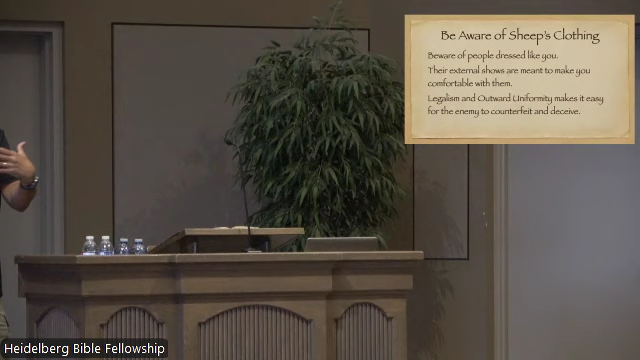 Be Aware of Sheep's Clothing
Beware of people dressed like you.
Their external shows are meant to make you
comfortable with them.
Legalism and Outward Uniformity makes it easy
for the enemy to counterfeit and deceive.
Heidelberg Bible Fellowship